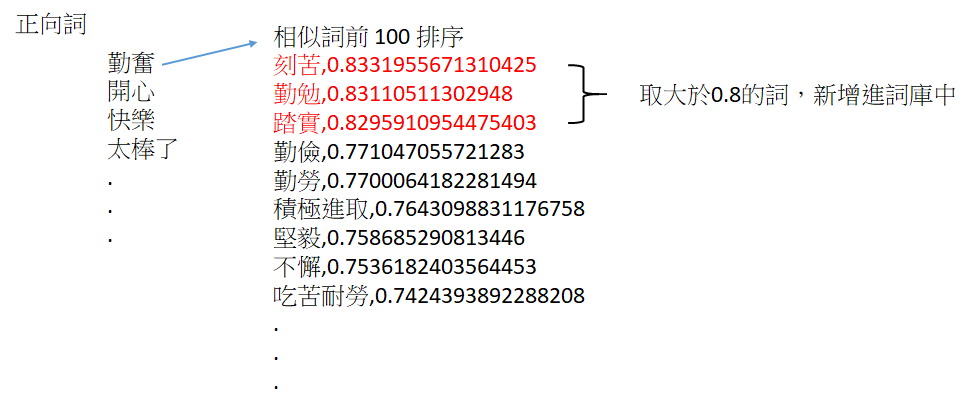 正向詞
勤奮
開心
快樂
太棒了
.
.
.
相似詞前 100 排序
刻苦,0.8331955671310425
勤勉,0.83110511302948
踏實,0.8295910954475403
勤儉,0.771047055721283
勤勞,0.7700064182281494
積極進取,0.7643098831176758
堅毅,0.758685290813446
不懈,0.7536182403564453
吃苦耐勞,0.7424393892288208
.
.
.
取大於0.8的詞，新增進詞庫中